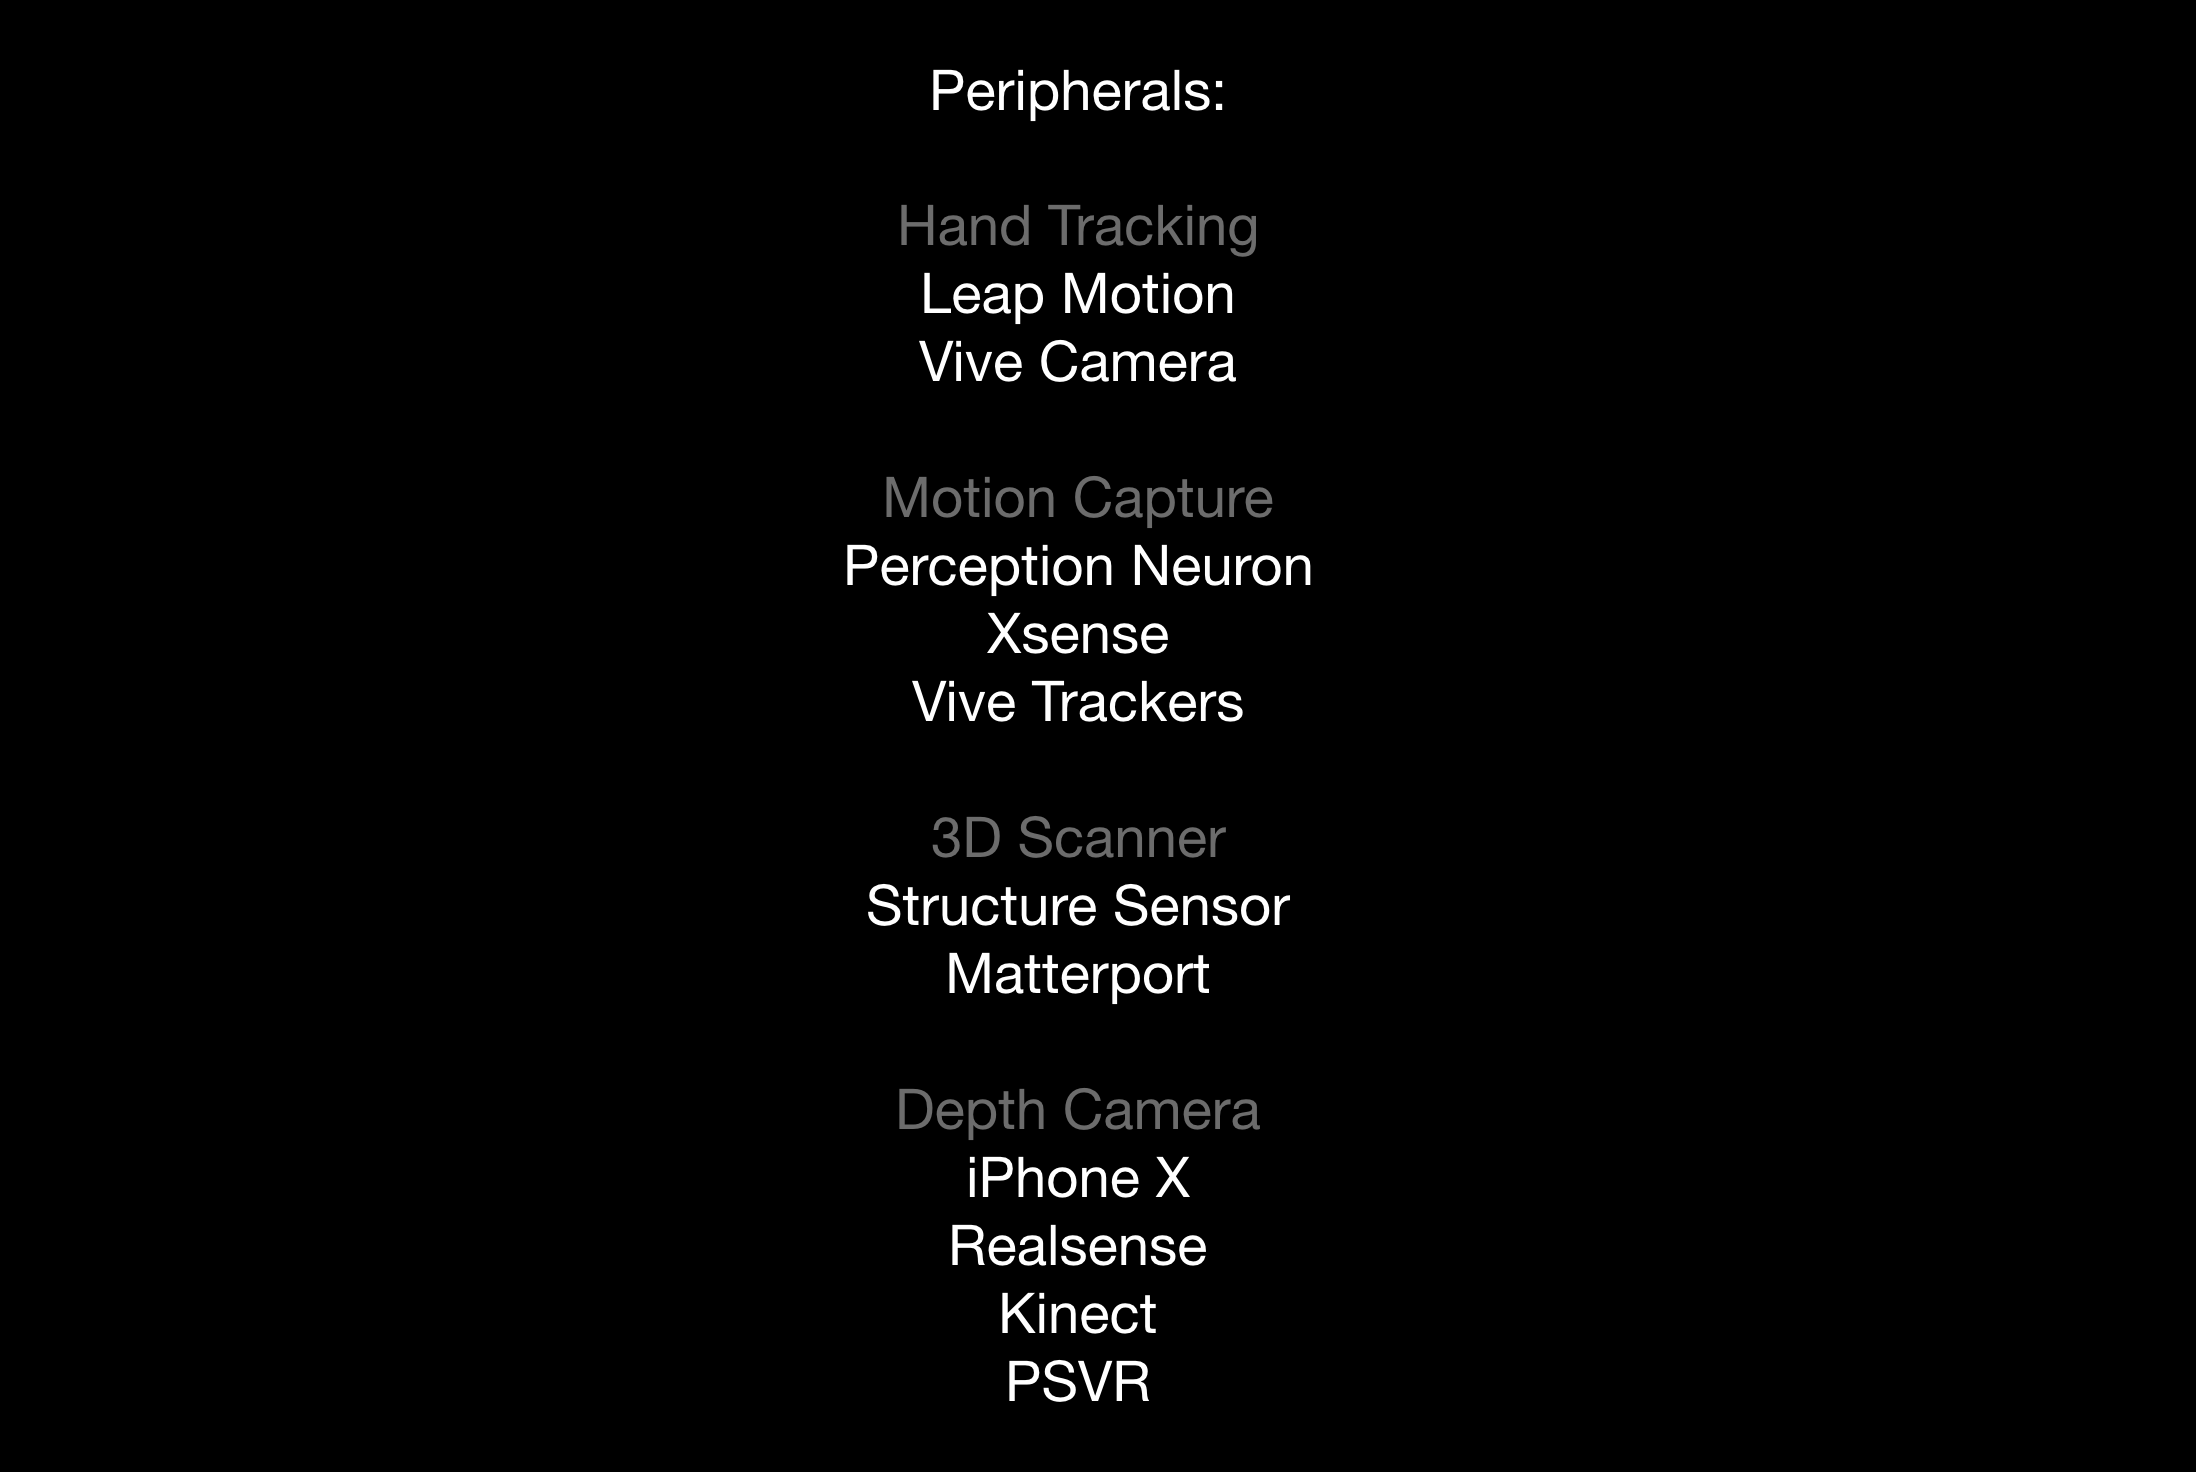 Peripherals:
Hand Tracking
Leap Motion
Vive Camera
Motion Capture
Perception Neuron
Xsense
Vive Trackers
3D Scanner
Structure Sensor
Matterport
Depth Camera
iPhone X
Realsense
Kinect
PSVR